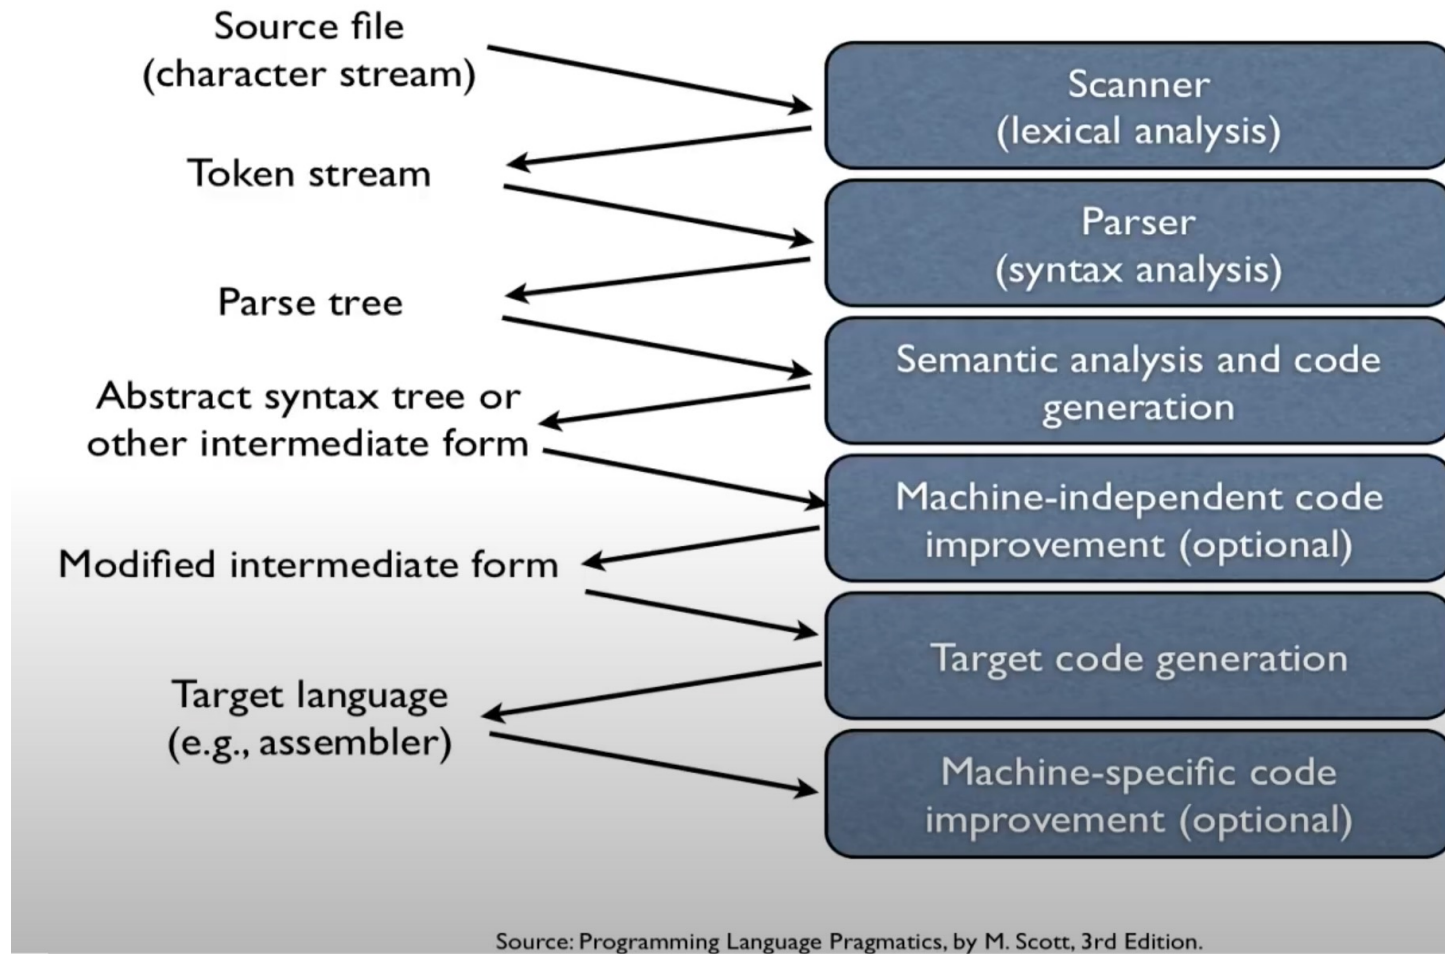 Source file
(character stream)
Scanner
(lexical analysis)
Token stream
Parser
(syntax analysis)
Parse tree
Semantic analysis and code
generation
Abstract syntax tree or
other intermediate form
Machine-independent code
improvement (optional)
Modified intermediate form
Target code generation
Target language
(e.g., assembler)
Machine-specific code
improvement (optional)
Source: Programming Language Pragmatics, by M. Scott, 3rd Edition.